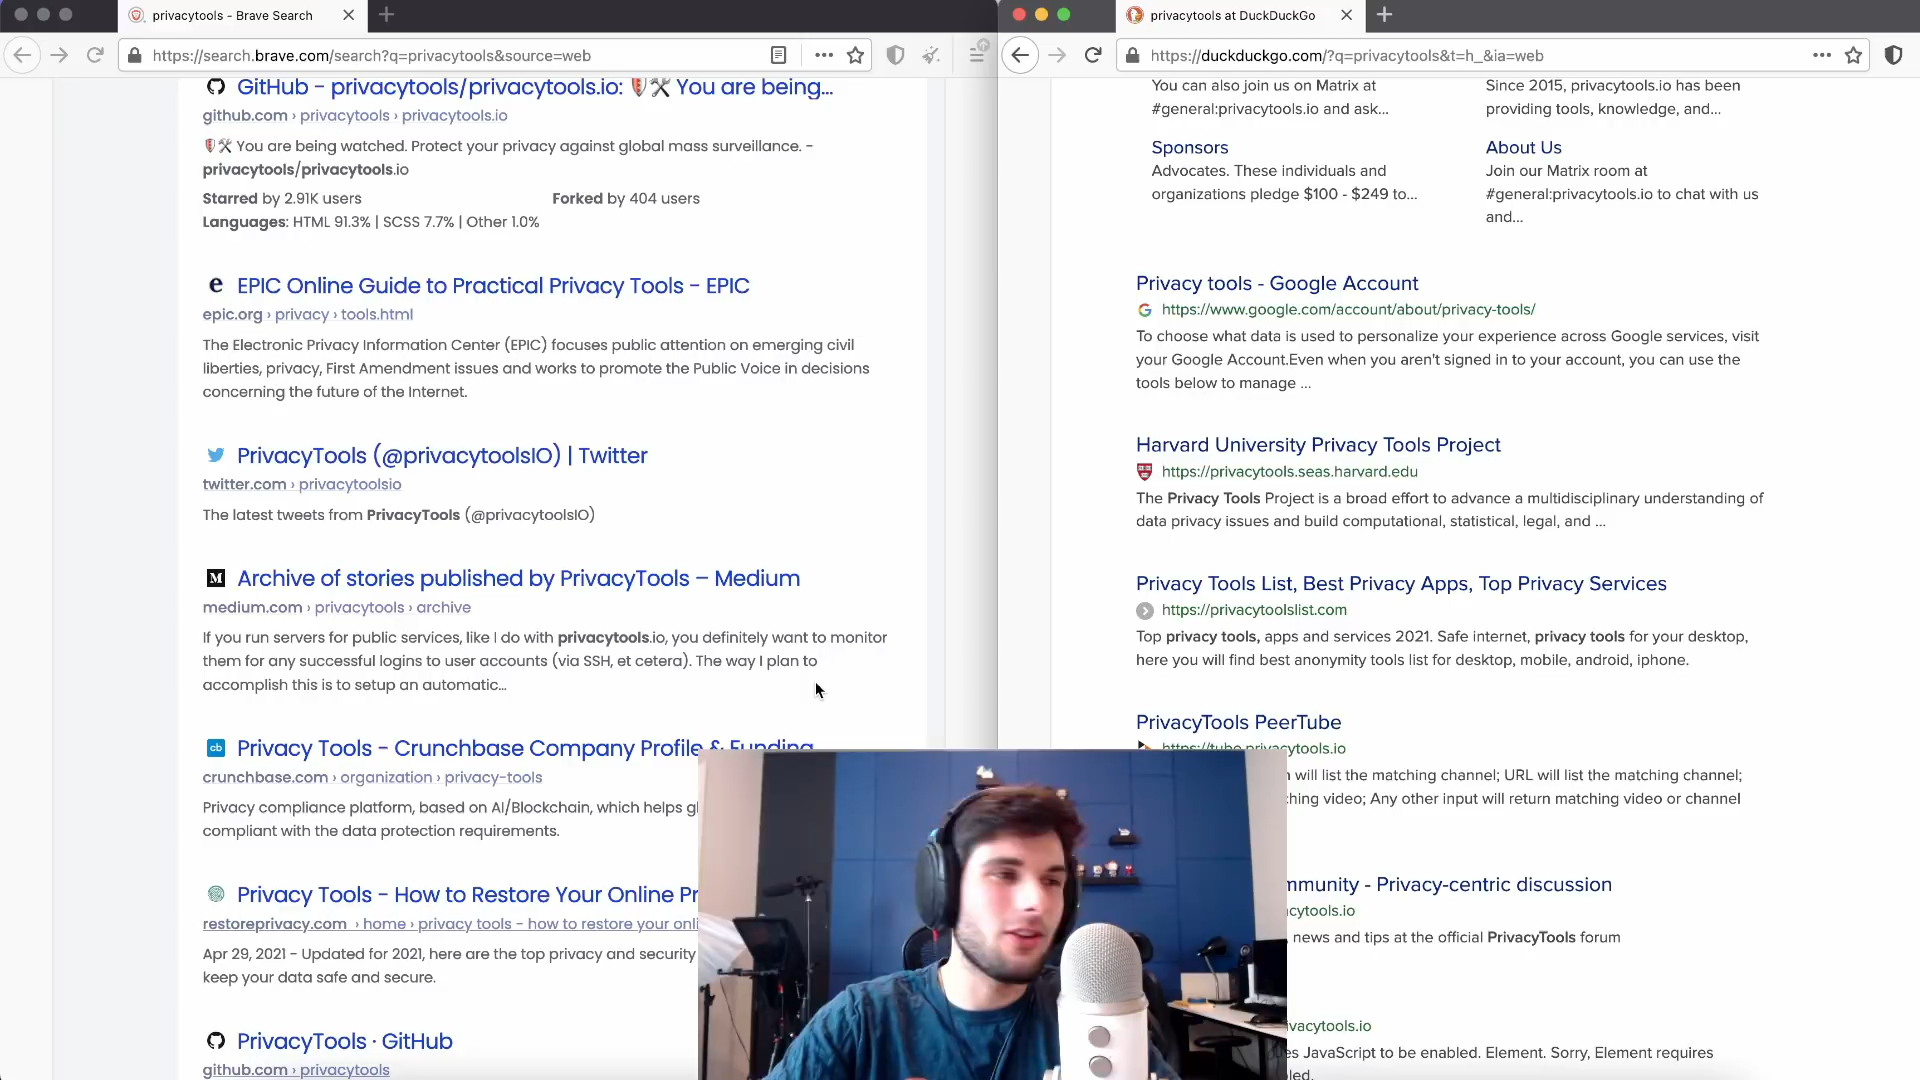 privacytools - Brave Search
privacytools at DuckDuckGo
https://search.brave.com/search?q=privacytools&source=web
https://duckduckgo.com/?q=privacytools&t=h_&ia=web
GitHub - privacytools/privacytools.io: 🛡🛠 You are being...
github.com › privacytools › privacytools.io
🛡🛠 You are being watched. Protect your privacy against global mass surveillance. -
privacytools/privacytools.io
Starred by 2.91K users
Forked by 404 users
Languages: HTML 91.3% | SCSS 7.7% | Other 1.0%
EPIC Online Guide to Practical Privacy Tools - EPIC
epic.org › privacy › tools.html
The Electronic Privacy Information Center (EPIC) focuses public attention on emerging civil
liberties, privacy, First Amendment issues and works to promote the Public Voice in decisions
concerning the future of the Internet.
PrivacyTools (@privacytoolsIO) | Twitter
twitter.com › privacytoolsio
The latest tweets from PrivacyTools (@privacytoolsIO)
Archive of stories published by PrivacyTools – Medium
medium.com › privacytools › archive
If you run servers for public services, like I do with privacytools.io, you definitely want to monitor
them for any successful logins to user accounts (via SSH, et cetera). The way I plan to
accomplish this is to setup an automatic...
Privacy Tools - Crunchbase Company Profile & Funding
crunchbase.com › organization › privacy-tools
Privacy compliance platform, based on AI/Blockchain, which helps
compliant with the data protection requirements.
Privacy Tools - How to Restore Your Online
restoreprivacy.com › home › privacy tools - how to restore your
Apr 29, 2021 - Updated for 2021, here are the top privacy and security
keep your data safe and secure.
PrivacyTools · GitHub
github.com › privacytools
You can also join us on Matrix at
#general:privacytools.io and ask...
Since 2015, privacytools.io has been
providing tools, knowledge, and...
Sponsors
Advocates. These individuals and
organizations pledge $100 - $249 to...
About Us
Join our Matrix room at
#general:privacytools.io to chat with us
and...
Privacy tools - Google Account
https://www.google.com/account/about/privacy-tools/
To choose what data is used to personalize your experience across Google services, visit
your Google Account.Even when you aren't signed in to your account, you can use the
tools below to manage ...
Harvard University Privacy Tools Project
https://privacytools.seas.harvard.edu
The Privacy Tools Project is a broad effort to advance a multidisciplinary understanding of
data privacy issues and build computational, statistical, legal, and ...
Privacy Tools List, Best Privacy Apps, Top Privacy Services
https://privacytoolslist.com
Top privacy tools, apps and services 2021. Safe internet, privacy tools for your desktop,
here you will find best anonymity tools list for desktop, mobile, android, iphone.
PrivacyTools PeerTube
https://tube.privacytools.io
will list the matching channel; URL will list the matching channel;
video; Any other input will return matching video or channel
- Privacy-centric discussion
news and tips at the official PrivacyTools forum
JavaScript to be enabled. Element. Sorry, Element requires